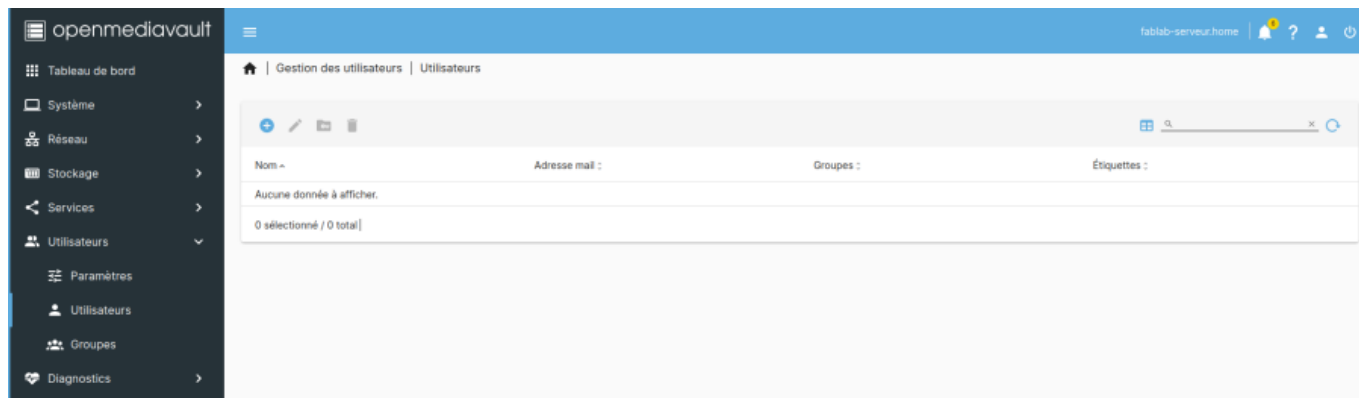 openmediavault
fablab-serveur.home
?
Tableau de bord
Gestion des utilisateurs | Utilisateurs
Système
Réseau
Stockage
Services
Utilisateurs
Paramètres
Utilisateurs
Groupes
Diagnostics
Nom
Adresse mail
Groupes
Étiquettes
Aucune donnée à afficher.
0 sélectionné / 0 total